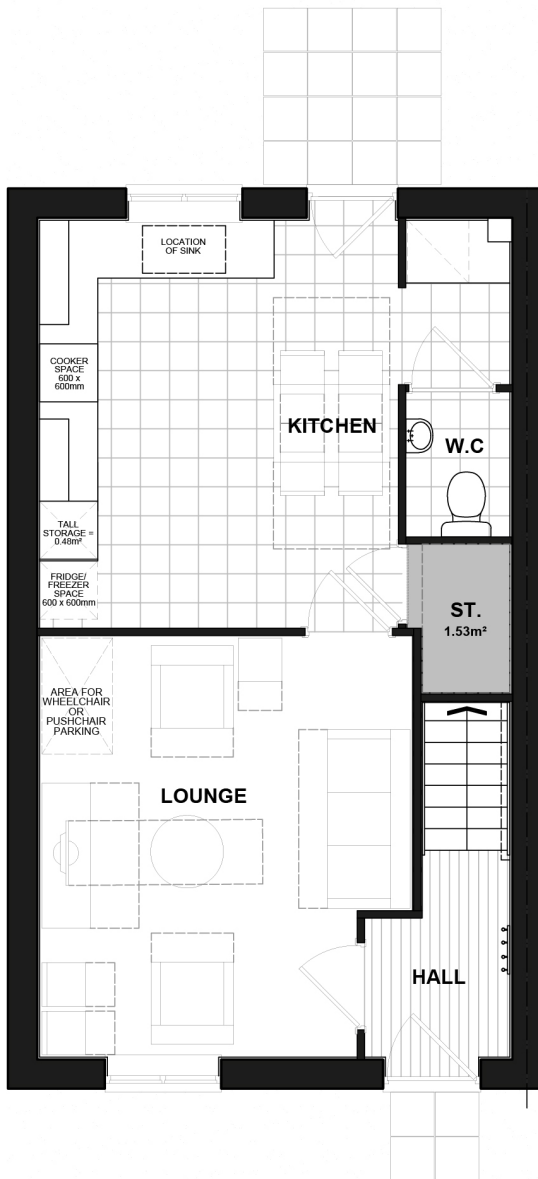 LOCATION
OF SINK
COOKER
SPACE
600 x
600mm
KITCHEN
W.C
TALL
STORAGE =
0.48m²
FRIDGE/
FREEZER
SPACE
600 x 600mm
ST.
1.53m²
AREA FOR
WHEELCHAIR
OR
PUSHCHAIR
PARKING
LOUNGE
HALL